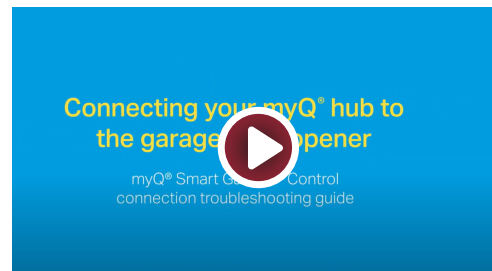 Connecting your myQ® hub to
the garage opener
myQ® Smart Control
connection troubleshooting guide